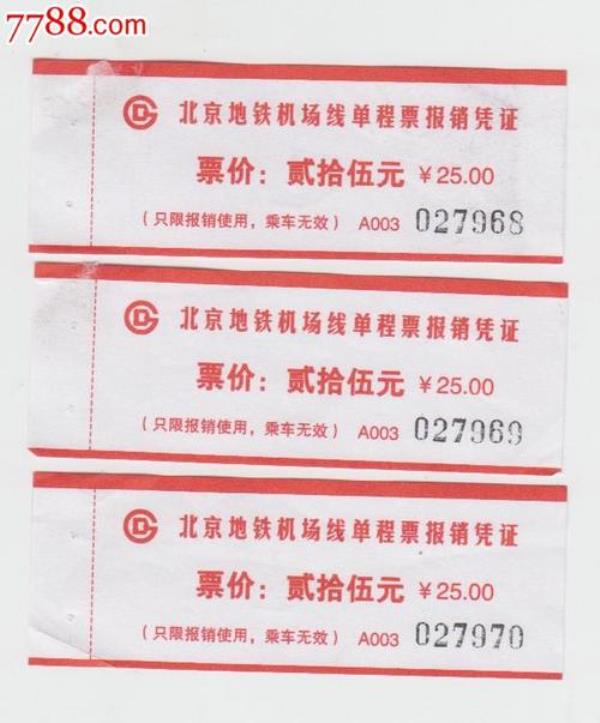 7788.com
北京地铁机场线单程票报销凭证
票价：贰拾伍元 ￥25.00
（只限报销使用，乘车无效） A003 027968
北京地铁机场线单程票报销凭证
票价：贰拾伍元 ￥25.00
（只限报销使用，乘车无效） A003 027969
北京地铁机场线单程票报销凭证
票价：贰拾伍元 ￥25.00
（只限报销使用，乘车无效） A003 027970